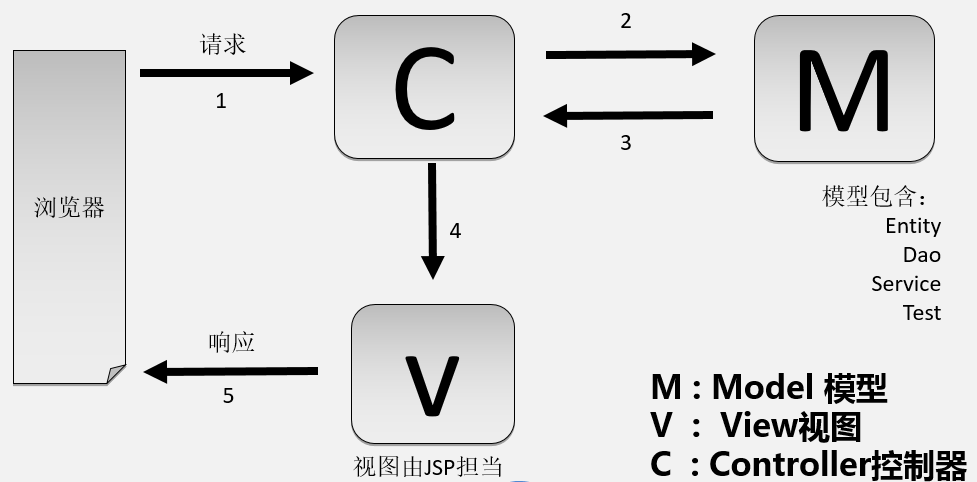 请求
1
C
2
3
M
浏览器
模型包含：
Entity
Dao
Service
Test
4
响应
5
V
视图由JSP担当
M : Model 模型
V : View视图
C : Controller控制器